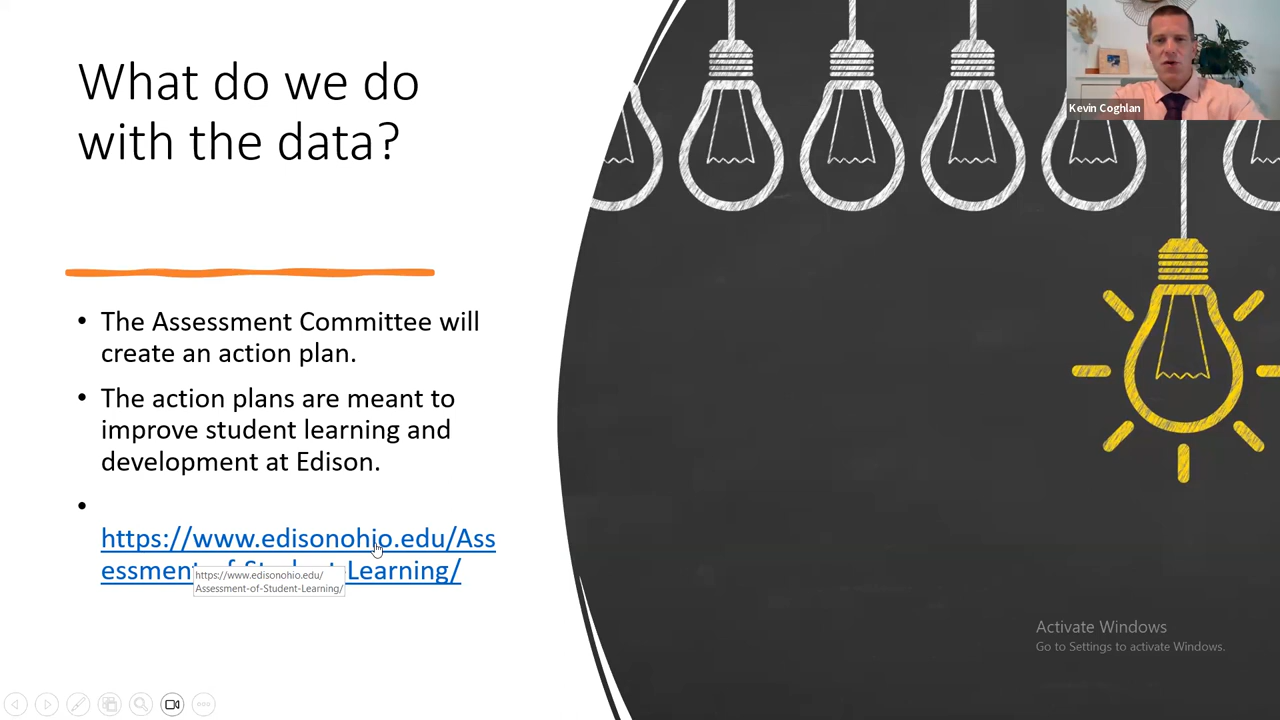 What do we do
with the data?
• The Assessment Committee will
create an action plan.
• The action plans are meant to
improve student learning and
development at Edison.
•
https://www.edisonohio.edu/Ass
essment-of-Student-Learning/
https://www.edisonohio.edu/
Assessment-of-Student-Learning/
Kevin Coghlan
Activate Windows
Go to Settings to activate Windows.